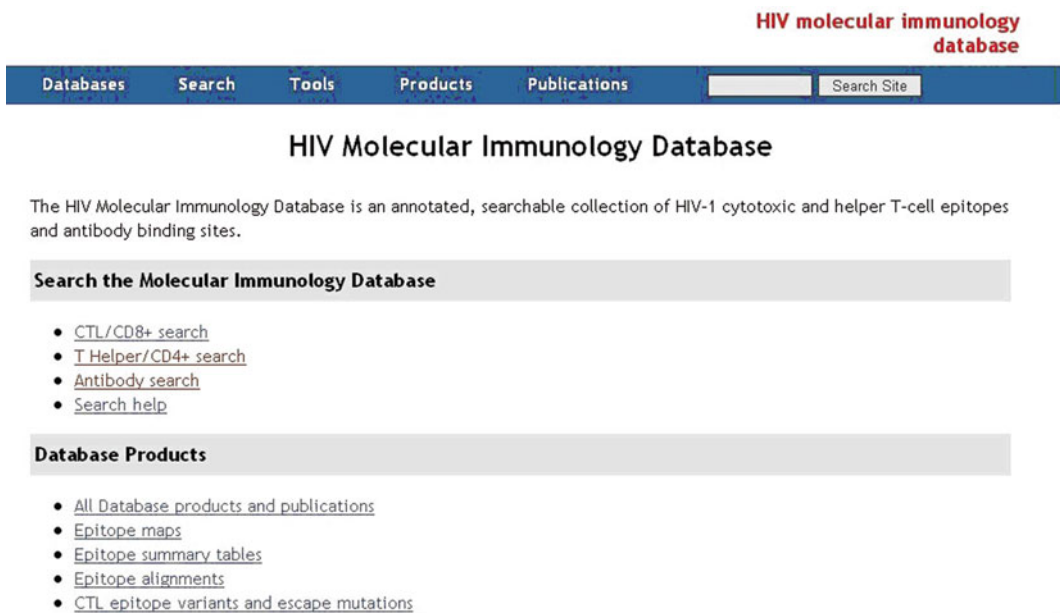 HIV molecular immunology
database
Databases Search Tools Products Publications Search Site
HIV Molecular Immunology Database
The HIV Molecular Immunology Database is an annotated, searchable collection of HIV-1 cytotoxic and helper T-cell epitopes
and antibody binding sites.
Search the Molecular Immunology Database
• CTL/CD8+ search
• T Helper/CD4+ search
• Antibody search
• Search help
Database Products
• All Database products and publications
• Epitope maps
• Epitope summary tables
• Epitope alignments
• CTL epitope variants and escape mutations